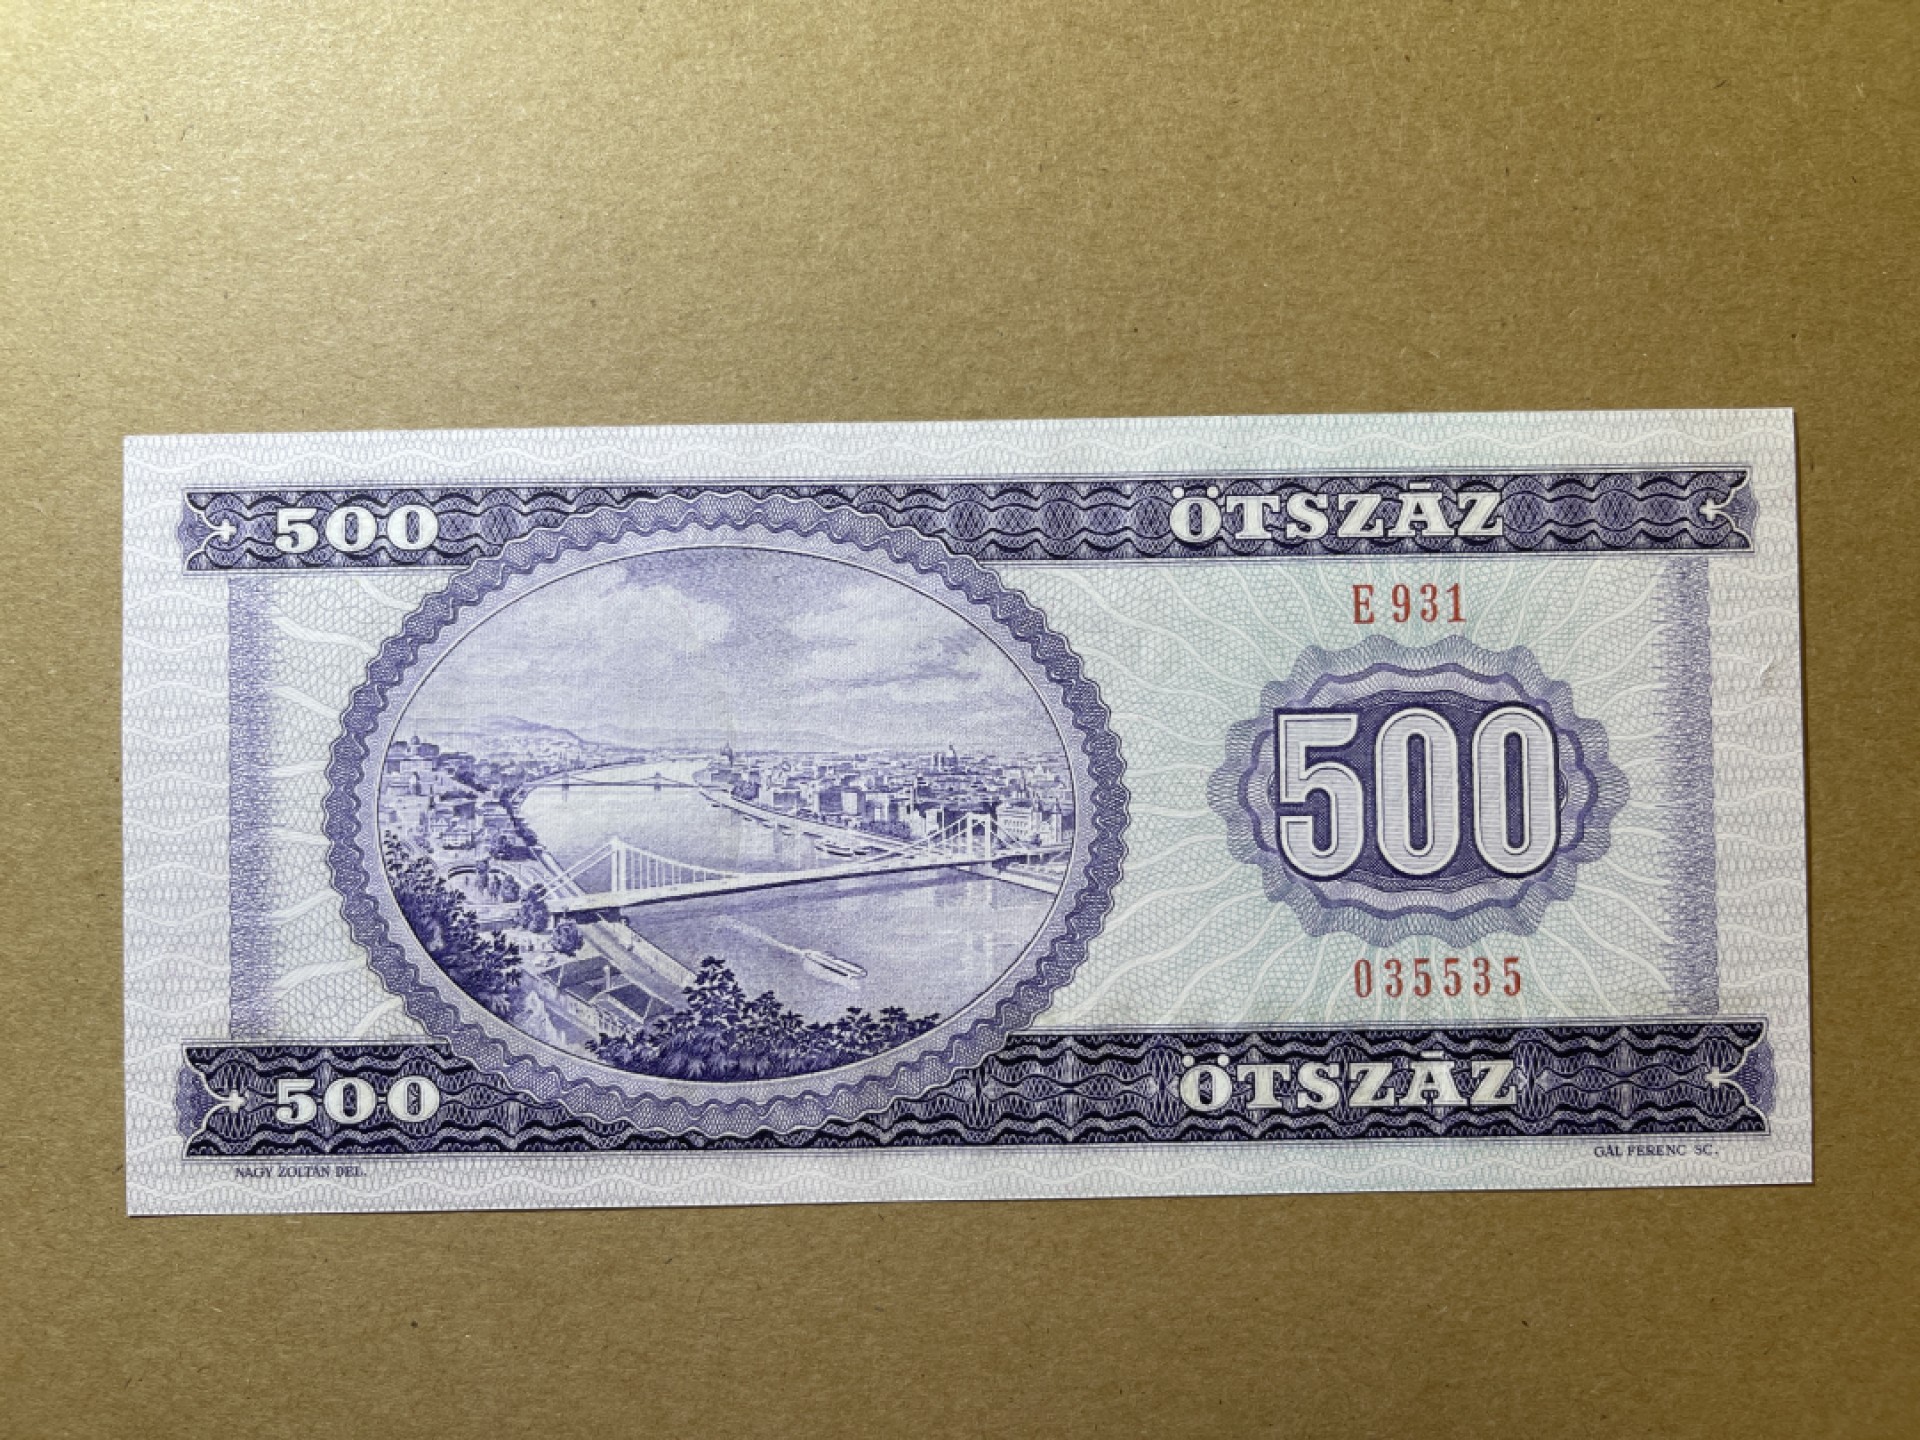 500 ÖTSZÁZ
E 931
500
035535
500 ÖTSZÁZ
NAGY ZOLTÁN DEL. GÁL FERENC SC.